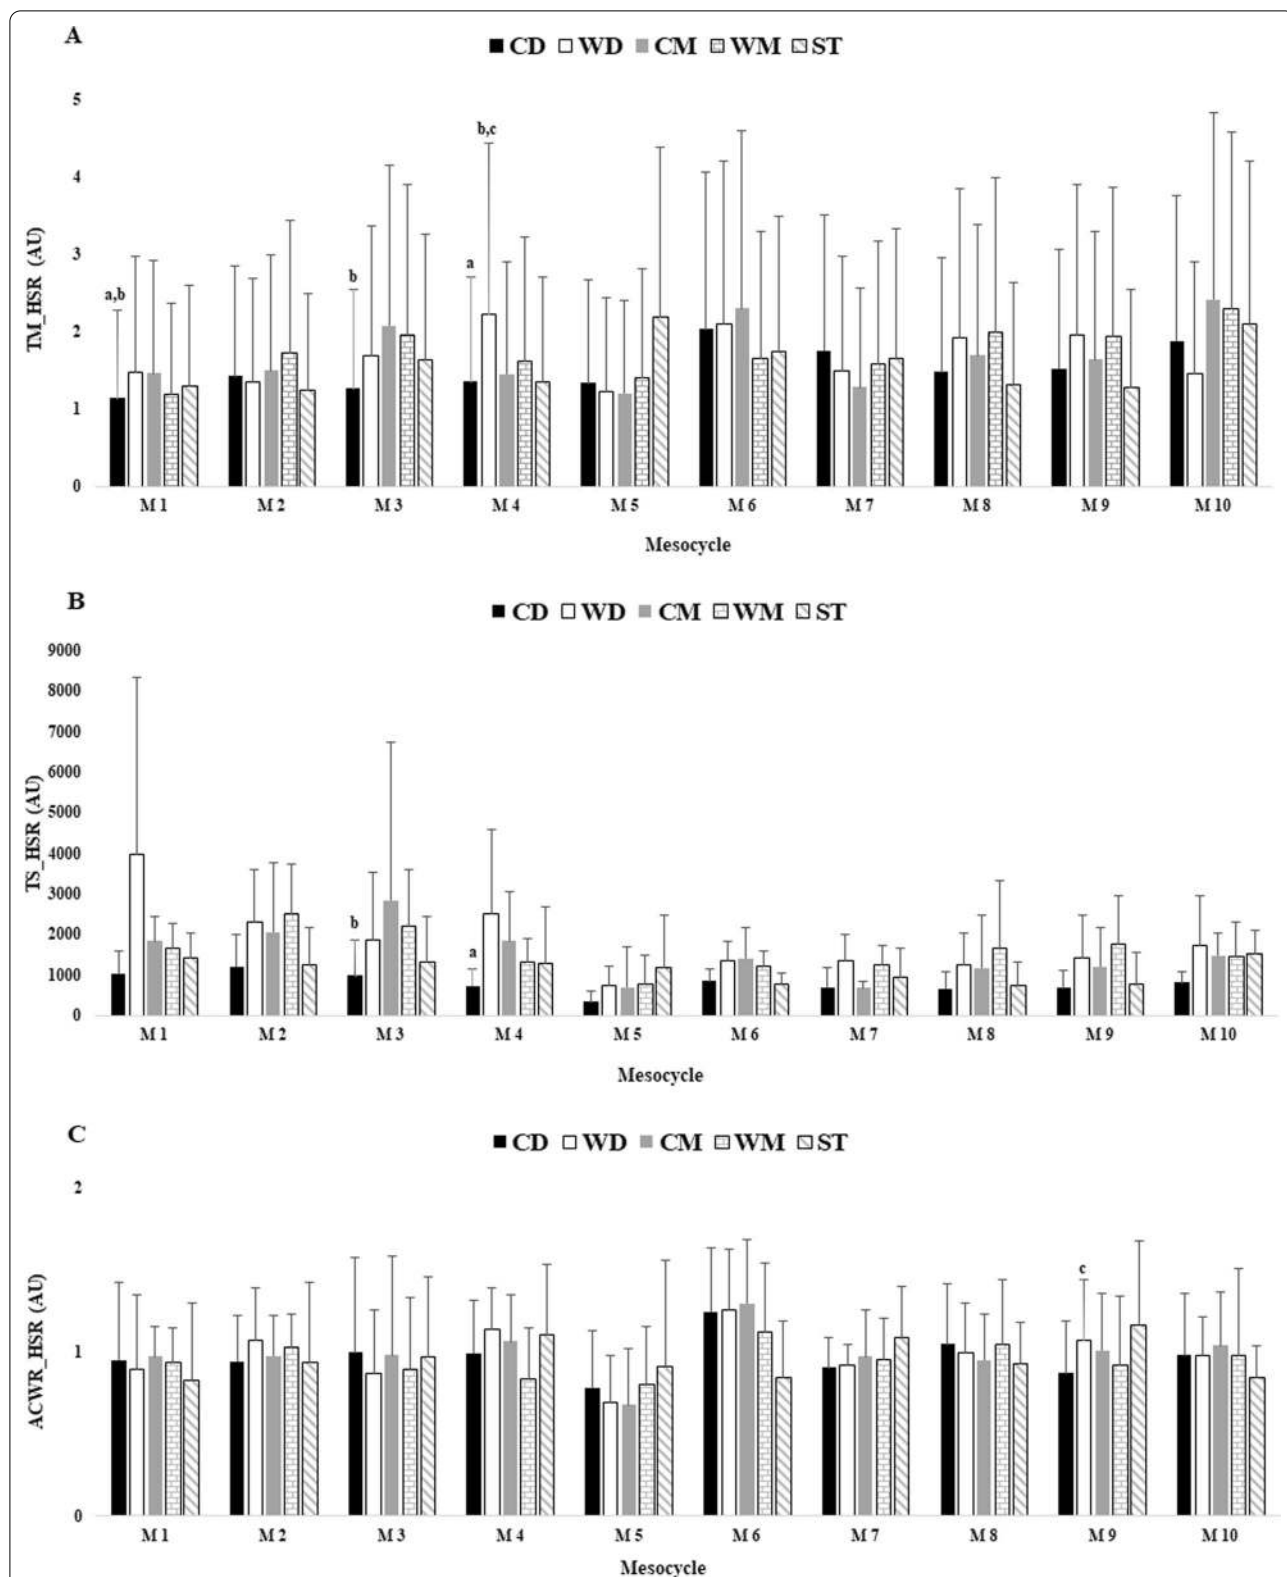 A
CD WD CM WM ST
5
b,c
4
3
a,b
b
a
2
1
0
TM_HSR (AU)
M 1 M 2 M 3 M 4 M 5 M 6 M 7 M 8 M 9 M 10
Mesocycle
B
CD WD CM WM ST
9000
8000
7000
6000
5000
4000
3000
2000
1000
0
b
a
TS_HSR (AU)
M 1 M 2 M 3 M 4 M 5 M 6 M 7 M 8 M 9 M 10
Mesocycle
C
CD WD CM WM ST
2
c
1
0
ACWR_HSR (AU)
M 1 M 2 M 3 M 4 M 5 M 6 M 7 M 8 M 9 M 10
Mesocycle